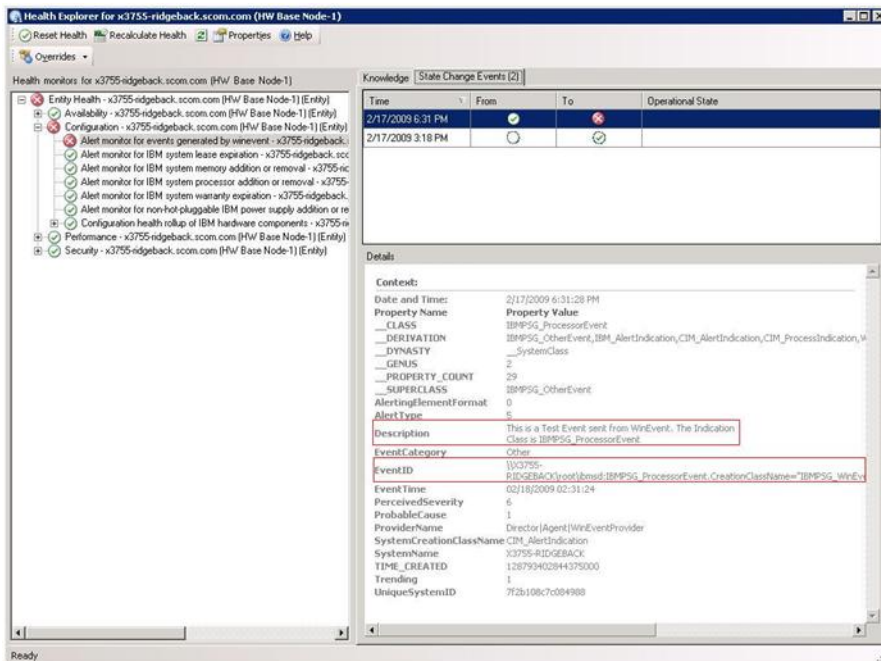 Health Explorer for x3755-ridgeback.scom.com (HW Base Node-1)
Reset Health Recalculate Health Properties Help
Overrides
Health monitors for x3755-ridgeback.scom.com (HW Base Node-1)
Entity Health - x3755-ridgeback.scom.com (HW Base Node-1) (Entity)
Availability - x3755-ridgeback.scom.com (HW Base Node-1) (Entity)
Configuration - x3755-ridgeback.scom.com (HW Base Node-1) (Entity)
Alert monitor for events generated by winevent - x3755-ridgeback.
Alert monitor for IBM system lease expiration - x3755-ridgeback.sco
Alert monitor for IBM system memory addition or removal - x3755-ric
Alert monitor for IBM system processor addition or removal - x3755-
Alert monitor for IBM system warranty expiration - x3755-ridgeback.
Alert monitor for non-hot-pluggable IBM power supply addition or re
Configuration health rollup of IBM hardware components - x3755-ri
Performance - x3755-ridgeback.scom.com (HW Base Node-1) (Entity)
Security - x3755-ridgeback.scom.com (HW Base Node-1) (Entity)
Knowledge State Change Events (2)
Time From To Operational State
2/17/2009 6:31 PM
2/17/2009 3:18 PM
Details
Context:
Date and Time: 2/17/2009 6:31:28 PM
Property Name Property Value
__CLASS IBMPSG_ProcessorEvent
__DERIVATION IBMPSG_OtherEvent,IBM_AlertIndication,CIM_AlertIndication,CIM_ProcessIndication,
__DYNASTY __SystemClass
__GENUS 2
__PROPERTY_COUNT 29
__SUPERCLASS IBMPSG_OtherEvent
AlertingElementFormat 0
AlertType 5
Description This is a Test Event sent from WinEvent. The Indication
Class is IBMPSG_ProcessorEvent
EventCategory Other
EventID \\X3755-
RIDGEBACK\root\ibmsd:IBMPSG_ProcessorEvent.CreationClassName="IBMPSG_WinEve
EventTime 02/18/2009 02:31:24
PerceivedSeverity 6
ProbableCause 1
ProviderName Director|Agent|WinEventProvider
SystemCreationClassName CIM_AlertIndication
SystemName X3755-RIDGEBACK
TIME_CREATED 128793402844375000
Trending 1
UniqueSystemID 7f2b108c7c084988
Ready